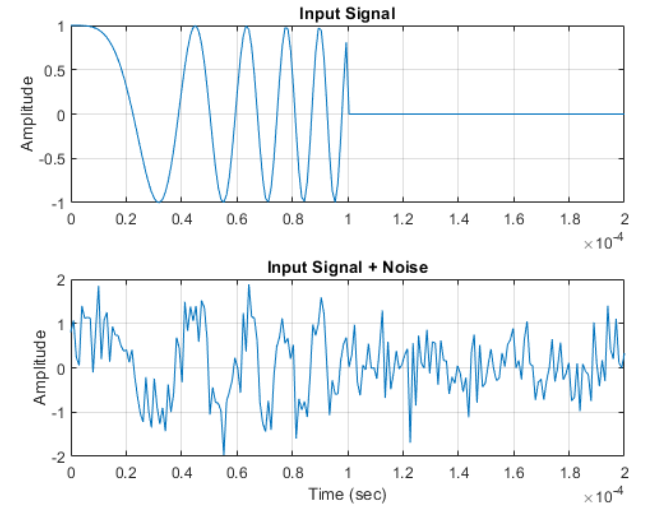 Input Signal
1
0.5
0
-0.5
-1
Amplitude
0 0.2 0.4 0.6 0.8 1 1.2 1.4 1.6 1.8 2
×10-4
Input Signal + Noise
2
1
0
-1
-2
Amplitude
0 0.2 0.4 0.6 0.8 1 1.2 1.4 1.6 1.8 2
Time (sec)
×10-4